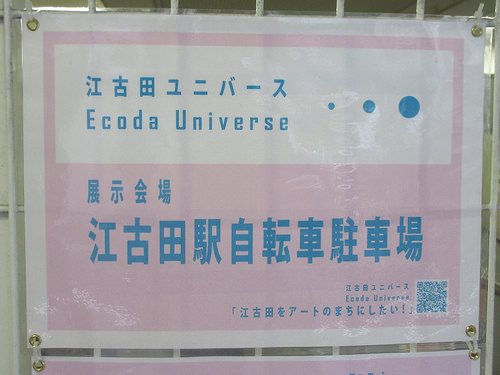 江古田ユニバース
Ecoda Universe
展示会場
江古田駅自転車駐車場
江古田ユニバース
Ecoda Universe
「江古田をアートのまちにしたい!」